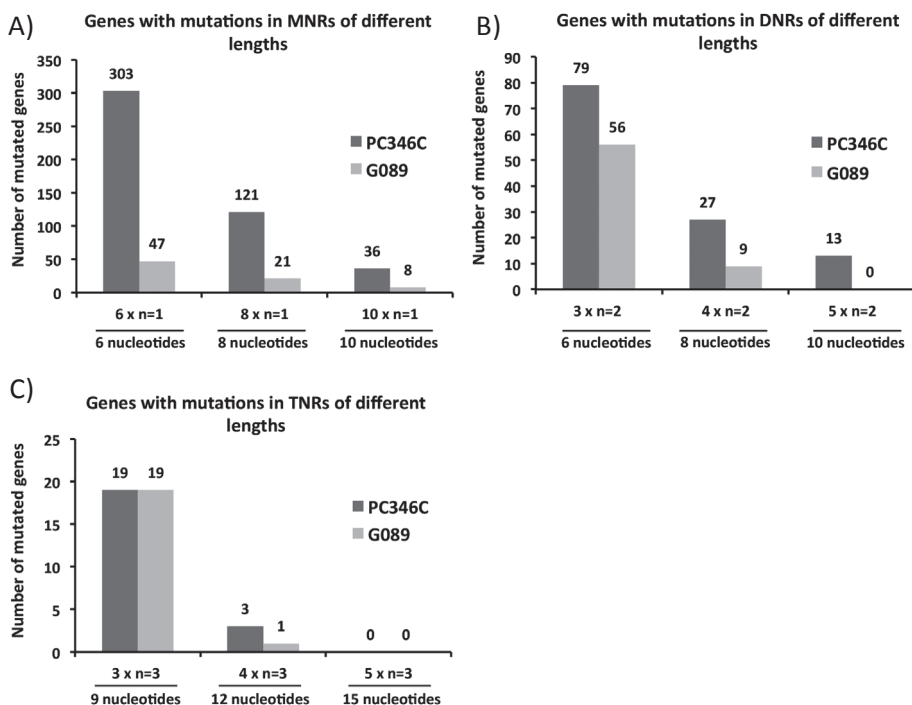 A)
Genes with mutations in MNRs of different
lengths
Number of mutated genes
350
300
250
200
150
100
50
0
303
47
121
21
36
8
PC346C
G089
6 x n=1
8 x n=1
10 x n=1
6 nucleotides
8 nucleotides
10 nucleotides
B)
Genes with mutations in DNRs of different
lengths
Number of mutated genes
90
80
70
60
50
40
30
20
10
0
79
56
27
9
13
0
PC346C
G089
3 x n=2
4 x n=2
5 x n=2
6 nucleotides
8 nucleotides
10 nucleotides
C)
Genes with mutations in TNRs of different
lengths
Number of mutated genes
25
20
15
10
5
0
19
19
3
1
0
0
PC346C
G089
3 x n=3
4 x n=3
5 x n=3
9 nucleotides
12 nucleotides
15 nucleotides